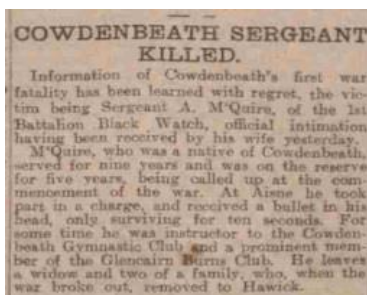 COWDENBEATH SERGEANT
KILLED.
Information of Cowdenbeath's first war
fatality has been learned with regret, the vic-
tim being Sergeant A. M'Quire, of the 1st
Battalion Black Watch, official intimation
having been received by his wife yesterday.
M'Quire, who was a native of Cowdenbeath,
served for nine years and was on the reserve
for five years, being called up at the com-
mencement of the war. At Aisne he took
part in a charge, and received a bullet in his
head, only surviving for ten seconds. For
some time he was instructor to the Cowden-
beath Gymnastic Club and a prominent mem-
ber of the Glencairn Burns Club. He leaves
a widow and two of a family, who, when the
war broke out, removed to Hawick.